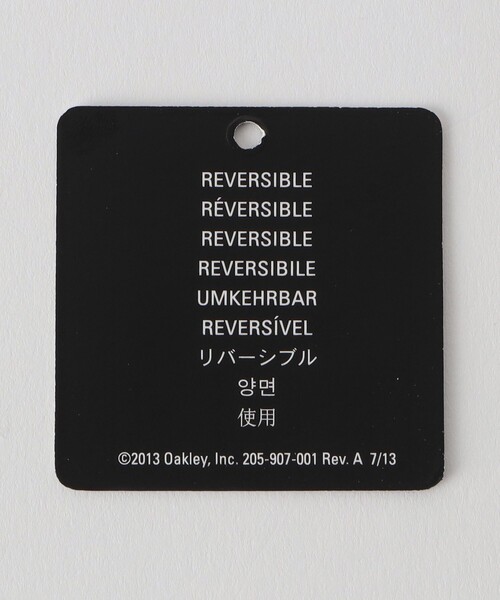 REVERSIBLE
RÉVERSIBLE
REVERSIBLE
REVERSIBILE
UMKEHRBAR
REVERSÍVEL
リバーシブル
양면
使用
©2013 Oakley, Inc. 205-907-001 Rev. A 7/13